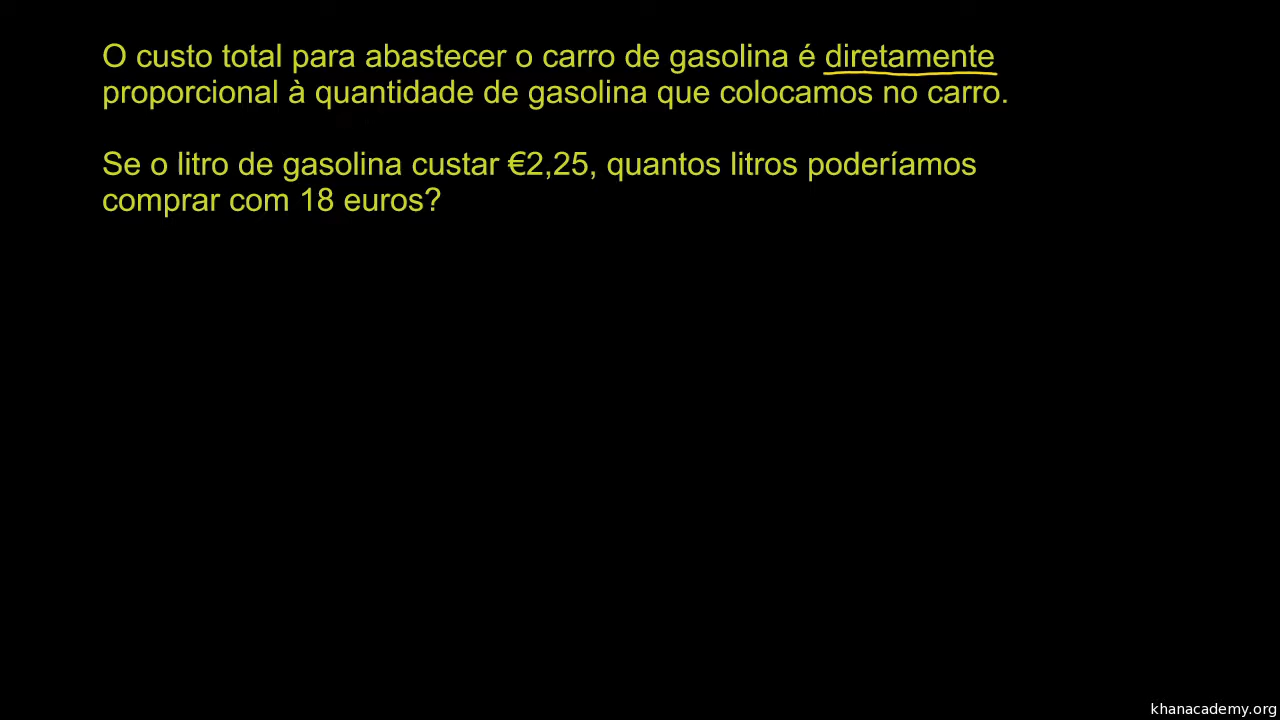 O custo total para abastecer o carro de gasolina é diretamente
proporcional à quantidade de gasolina que colocamos no carro.
Se o litro de gasolina custar €2,25, quantos litros poderíamos
comprar com 18 euros?
khanacademy.org